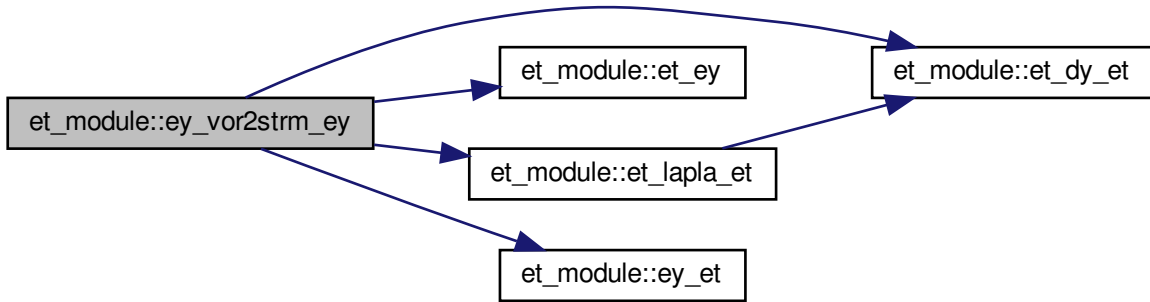 et_module::et_ey
et_module::et_dy_et
et_module::ey_vor2strm_ey
et_module::et_lapla_et
et_module::ey_et